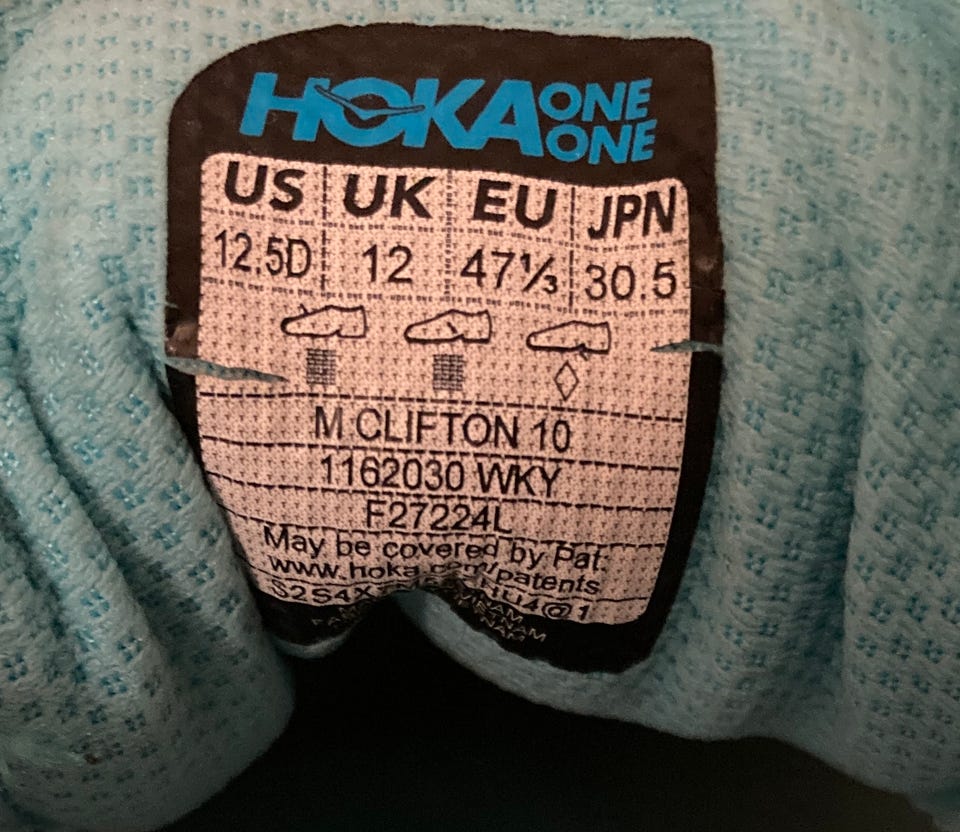 HOKA ONE ONE
US UK EU JPN
12.5D 12 47⅓ 30.5
M CLIFTON 10
1162030 WKY
F27224L
May be covered by Pat.
www.hoka.com/patents